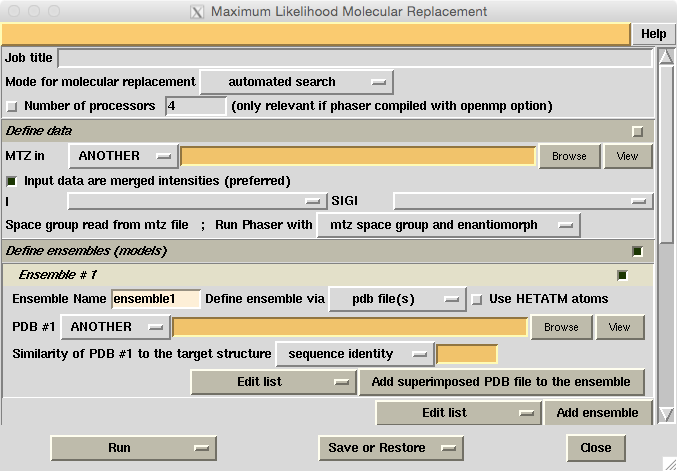 Maximum Likelihood Molecular Replacement
Help
Job title
Mode for molecular replacement automated search
Number of processors 4 (only relevant if phaser compiled with openmp option)
Define data
MTZ in ANOTHER Browse View
Input data are merged intensities (preferred)
I SIGI
Space group read from mtz file ; Run Phaser with mtz space group and enantiomorph
Define ensembles (models)
Ensemble # 1
Ensemble Name ensemble1 Define ensemble via pdb file(s) Use HETATM atoms
PDB #1 ANOTHER Browse View
Similarity of PDB #1 to the target structure sequence identity
Edit list Add superimposed PDB file to the ensemble
Edit list Add ensemble
Run Save or Restore Close